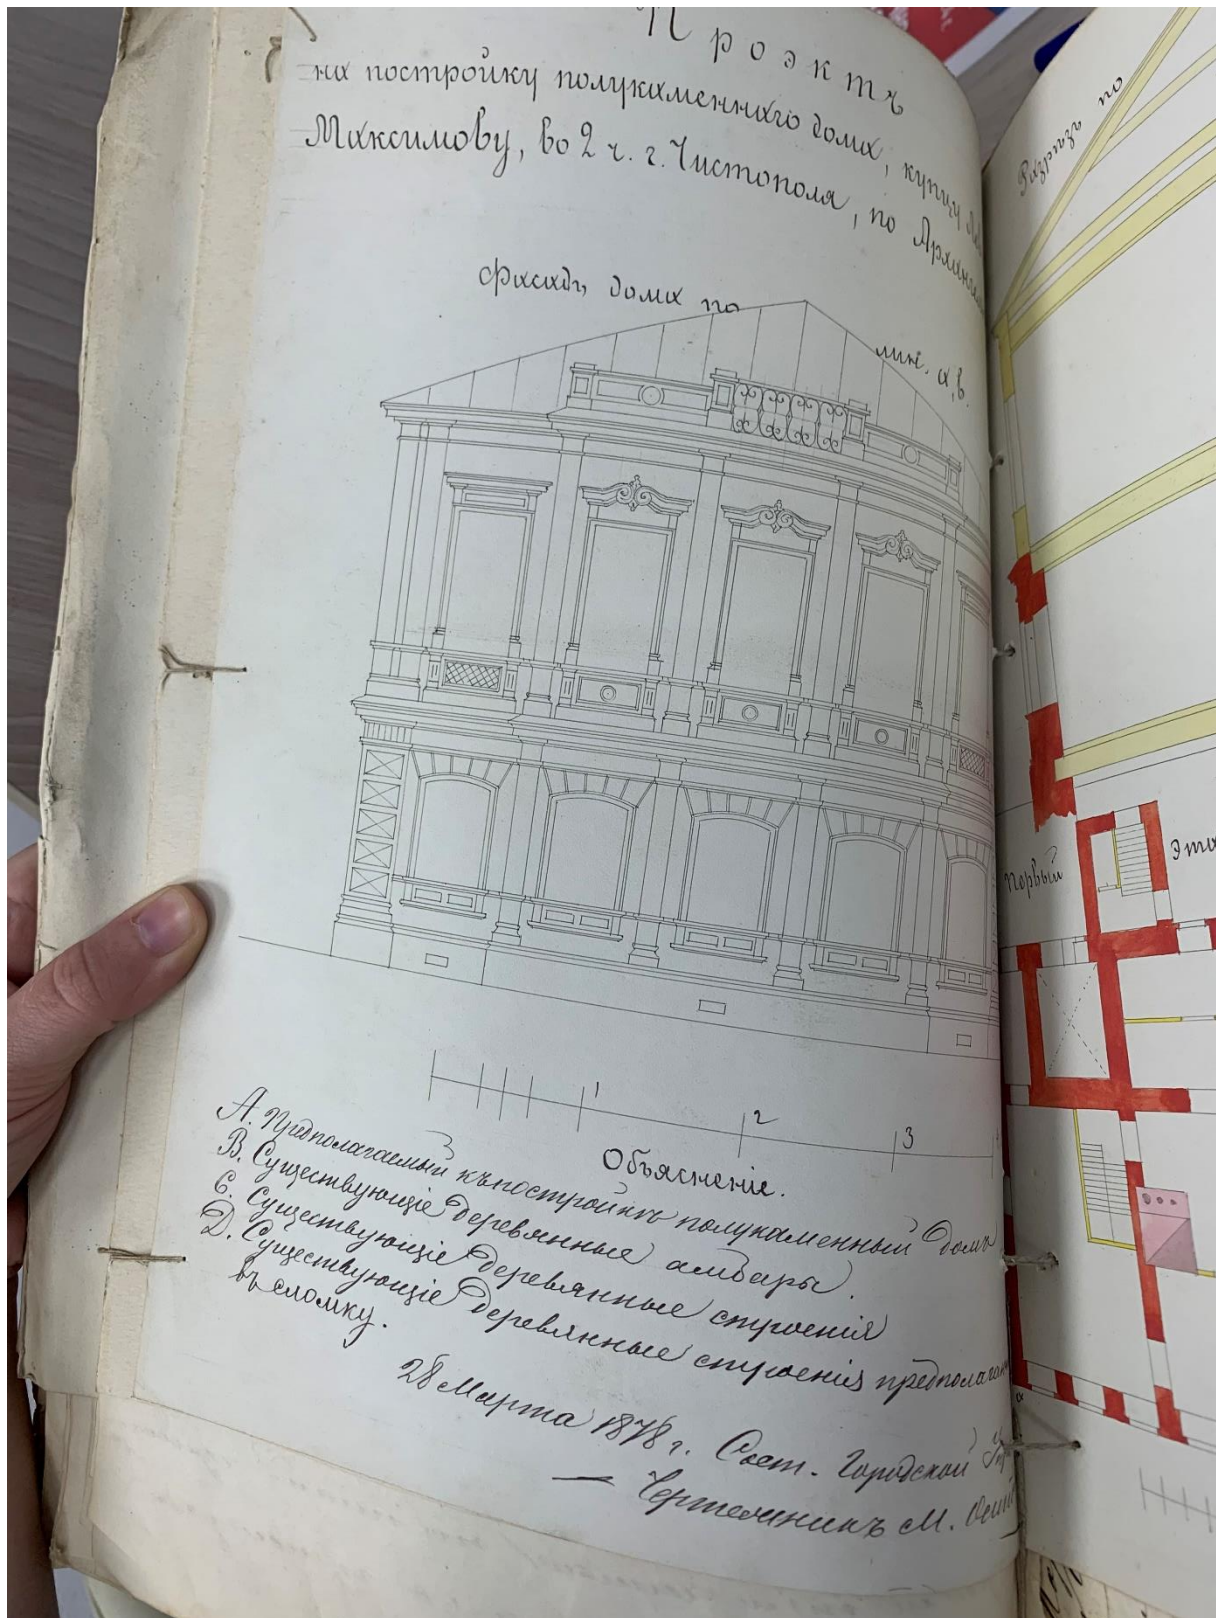 Проэктъ
на постройку полукаменнаго дома, купцу
Максимову, во 2 ч. г. Чистополя, по
Фасадъ дома по лин. а, в.
1 2 3
Объясненіе.
А. Предполагаемый къ постройкѣ полукаменный домъ
В. Существующіе деревянные амбары.
С. Существующіе деревянные строенія
D. Существующіе деревянные строенія
въ сломку.
28 Марта 1878 г. Сост. Городской
Чертежникъ М.
Разрѣзъ по
Первый